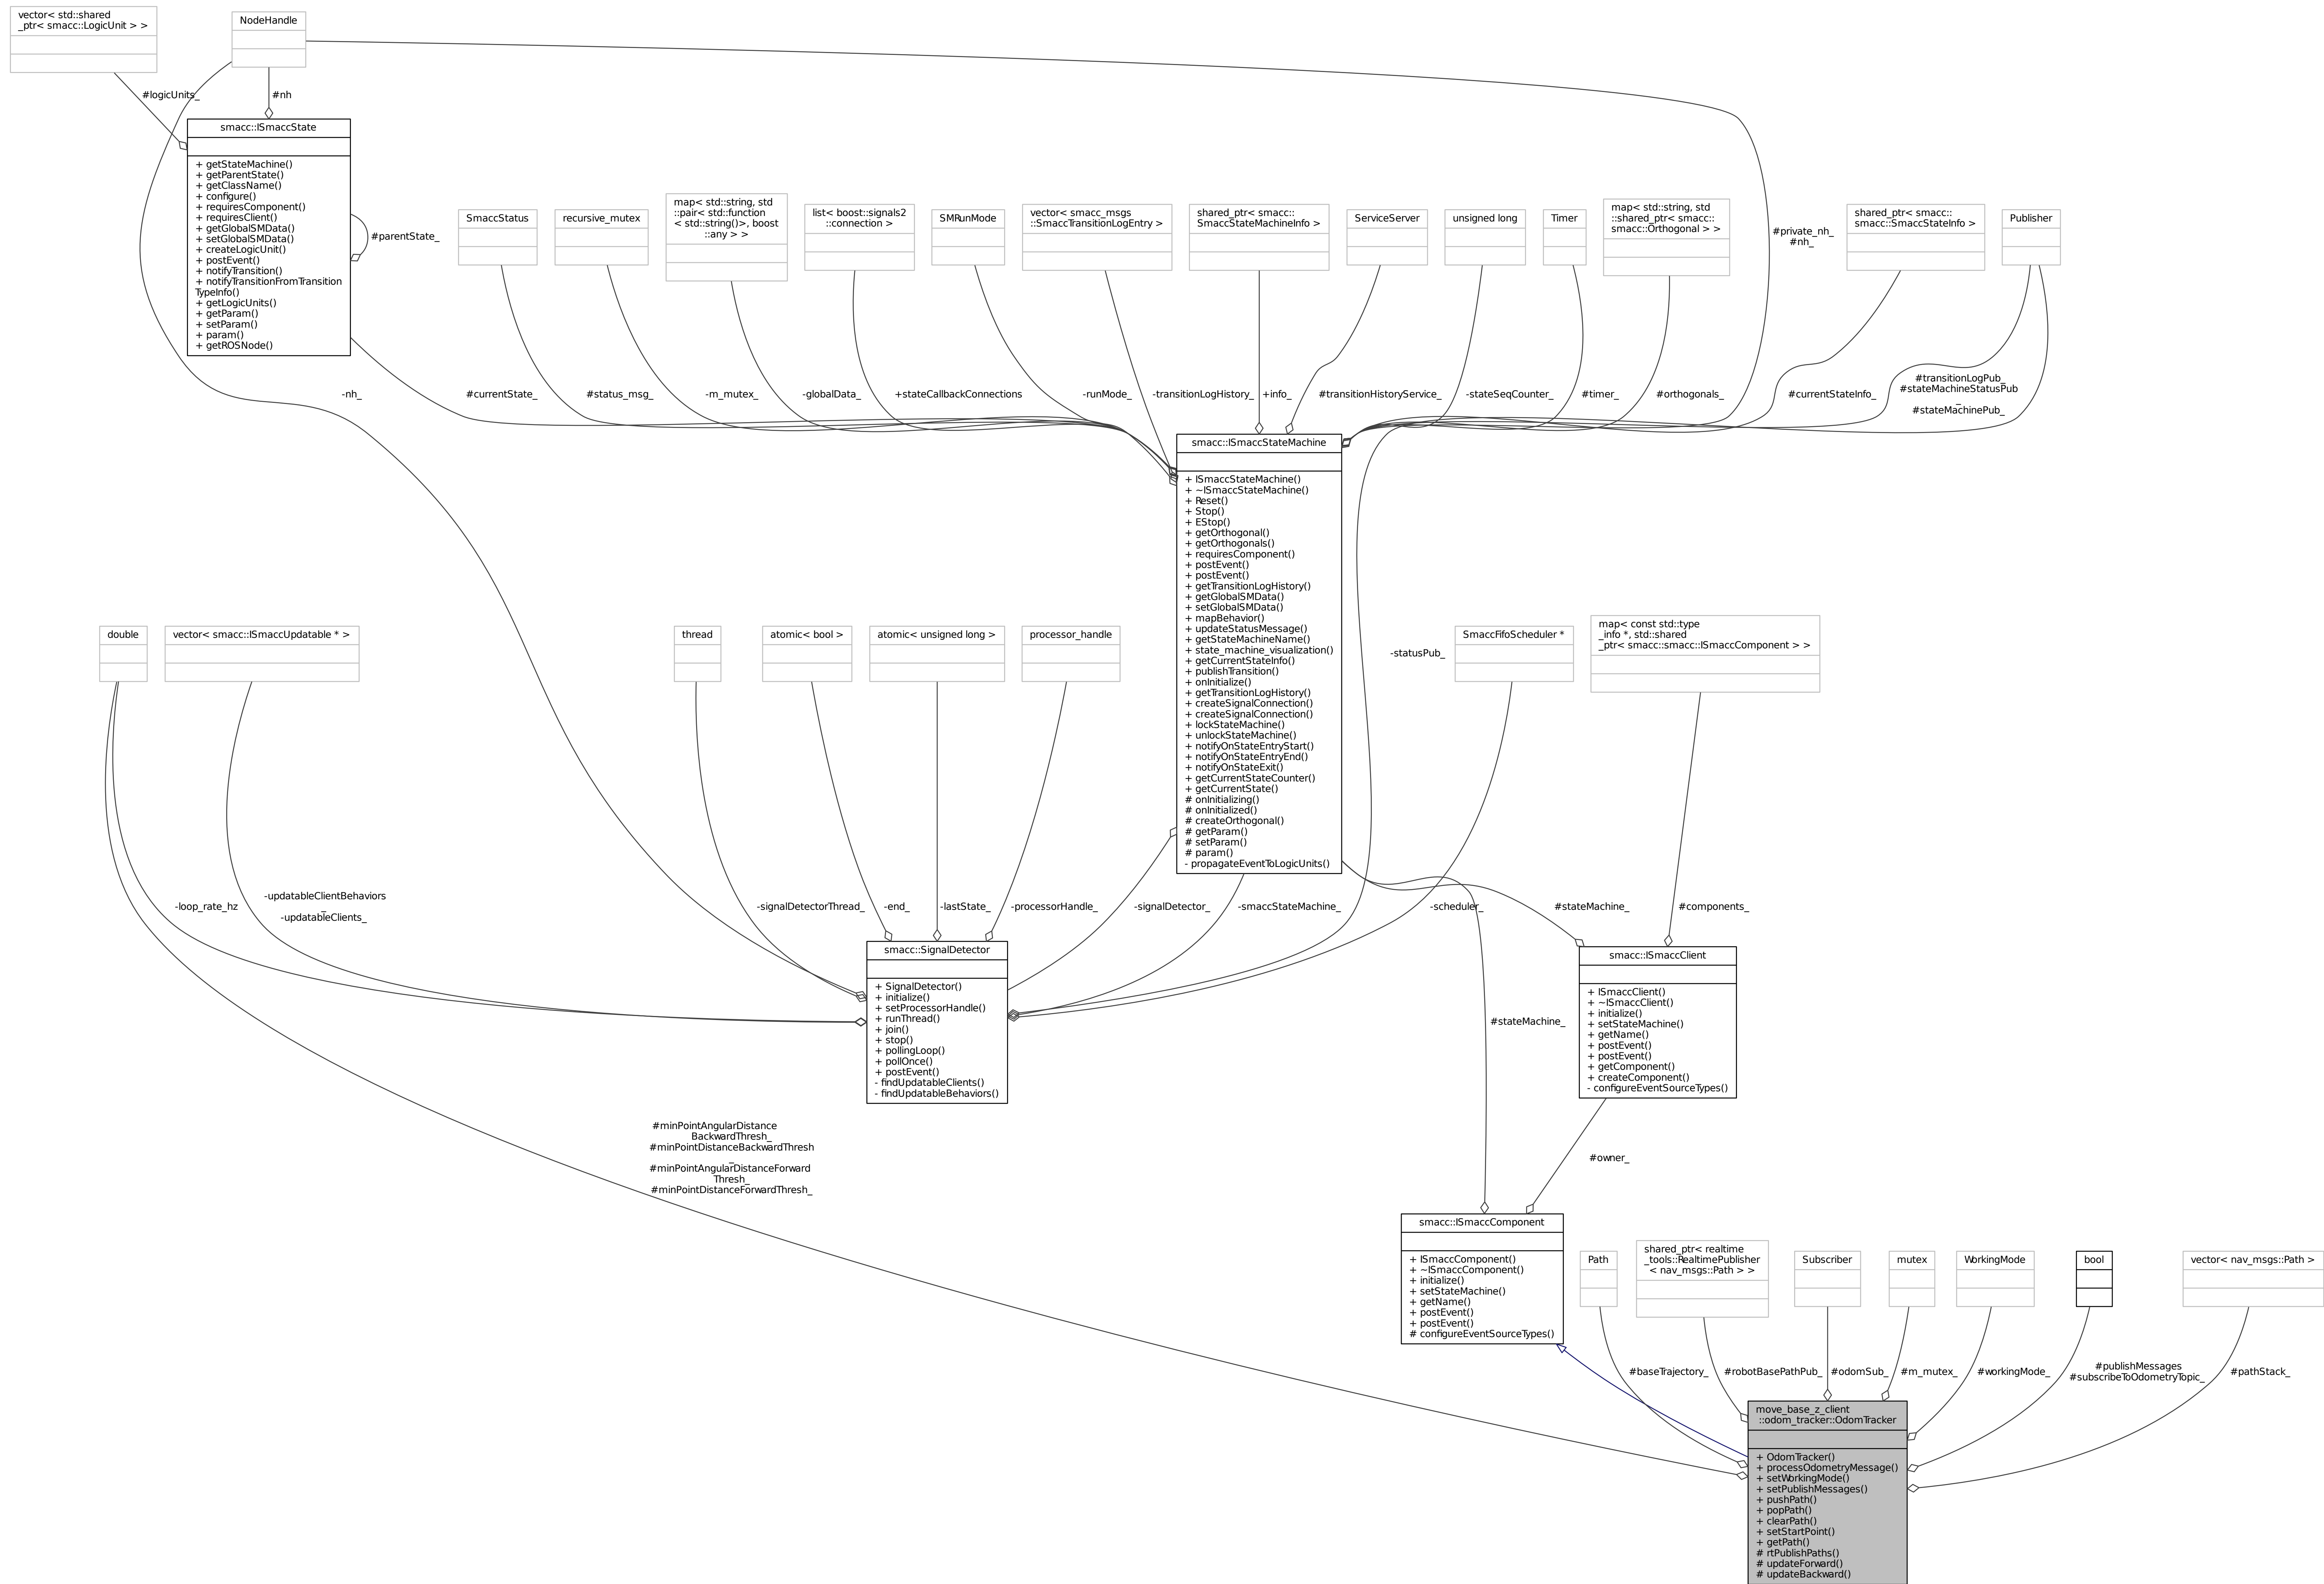 vector< std::shared
_ptr< smacc::LogicUnit > >
NodeHandle
#logicUnits_
#nh
smacc::ISmaccState
+ getStateMachine()
+ getParentState()
+ getClassName()
+ configure()
+ requiresComponent()
+ requiresClient()
+ getGlobalSMData()
+ setGlobalSMData()
+ createLogicUnit()
+ postEvent()
+ notifyTransition()
+ notifyTransitionFromTransition
TypeInfo()
+ getLogicUnits()
+ getParam()
+ setParam()
+ param()
+ getROSNode()
#parentState_
SmaccStatus
recursive_mutex
map< std::string, std
::pair< std::function
< std::string()>, boost
::any > >
list< boost::signals2
::connection >
SMRunMode
vector< smacc_msgs
::SmaccTransitionLogEntry >
shared_ptr< smacc::
SmaccStateMachineInfo >
ServiceServer
unsigned long
Timer
map< std::string, std
::shared_ptr< smacc::
smacc::Orthogonal > >
#private_nh_
#nh_
shared_ptr< smacc::
smacc::SmaccStateInfo >
Publisher
-nh_
#currentState_
#status_msg_
-m_mutex_
-globalData_
+stateCallbackConnections
-runMode_
-transitionLogHistory_
+info_
#transitionHistoryService_
-stateSeqCounter_
#timer_
#orthogonals_
#currentStateInfo_
#transitionLogPub_
#stateMachineStatusPub
_
#stateMachinePub_
smacc::ISmaccStateMachine
+ ISmaccStateMachine()
+ ~ISmaccStateMachine()
+ Reset()
+ Stop()
+ EStop()
+ getOrthogonal()
+ getOrthogonals()
+ requiresComponent()
+ postEvent()
+ postEvent()
+ getTransitionLogHistory()
+ getGlobalSMData()
+ setGlobalSMData()
+ mapBehavior()
+ updateStatusMessage()
+ getStateMachineName()
+ state_machine_visualization()
+ getCurrentStateInfo()
+ publishTransition()
+ onInitialize()
+ getTransitionLogHistory()
+ createSignalConnection()
+ createSignalConnection()
+ lockStateMachine()
+ unlockStateMachine()
+ notifyOnStateEntryStart()
+ notifyOnStateEntryEnd()
+ notifyOnStateExit()
+ getCurrentStateCounter()
+ getCurrentState()
# onInitializing()
# onInitialized()
# createOrthogonal()
# getParam()
# setParam()
# param()
- propagateEventToLogicUnits()
double
vector< smacc::ISmaccUpdatable * >
thread
atomic< bool >
atomic< unsigned long >
processor_handle
-statusPub_
SmaccFifoScheduler *
map< const std::type
_info *, std::shared
_ptr< smacc::smacc::ISmaccComponent > >
-loop_rate_hz
-updatableClientBehaviors
_
-updatableClients_
-signalDetectorThread_
-end_
-lastState_
-processorHandle_
-signalDetector_
-smaccStateMachine_
-scheduler_
#stateMachine_
#components_
smacc::SignalDetector
+ SignalDetector()
+ initialize()
+ setProcessorHandle()
+ runThread()
+ join()
+ stop()
+ pollingLoop()
+ pollOnce()
+ postEvent()
- findUpdatableClients()
- findUpdatableBehaviors()
smacc::ISmaccClient
+ ISmaccClient()
+ ~ISmaccClient()
+ initialize()
+ setStateMachine()
+ getName()
+ postEvent()
+ postEvent()
+ getComponent()
+ createComponent()
- configureEventSourceTypes()
#stateMachine_
#minPointAngularDistance
BackwardThresh_
#minPointDistanceBackwardThresh
_
#minPointAngularDistanceForward
Thresh_
#minPointDistanceForwardThresh_
#owner_
smacc::ISmaccComponent
+ ISmaccComponent()
+ ~ISmaccComponent()
+ initialize()
+ setStateMachine()
+ getName()
+ postEvent()
+ postEvent()
# configureEventSourceTypes()
Path
shared_ptr< realtime
_tools::RealtimePublisher
< nav_msgs::Path > >
Subscriber
mutex
WorkingMode
bool
vector< nav_msgs::Path >
#baseTrajectory_
#robotBasePathPub_
#odomSub_
#m_mutex_
#workingMode_
#publishMessages
#subscribeToOdometryTopic_
#pathStack_
move_base_z_client
::odom_tracker::OdomTracker
+ OdomTracker()
+ processOdometryMessage()
+ setWorkingMode()
+ setPublishMessages()
+ pushPath()
+ popPath()
+ clearPath()
+ setStartPoint()
+ getPath()
# rtPublishPaths()
# updateForward()
# updateBackward()